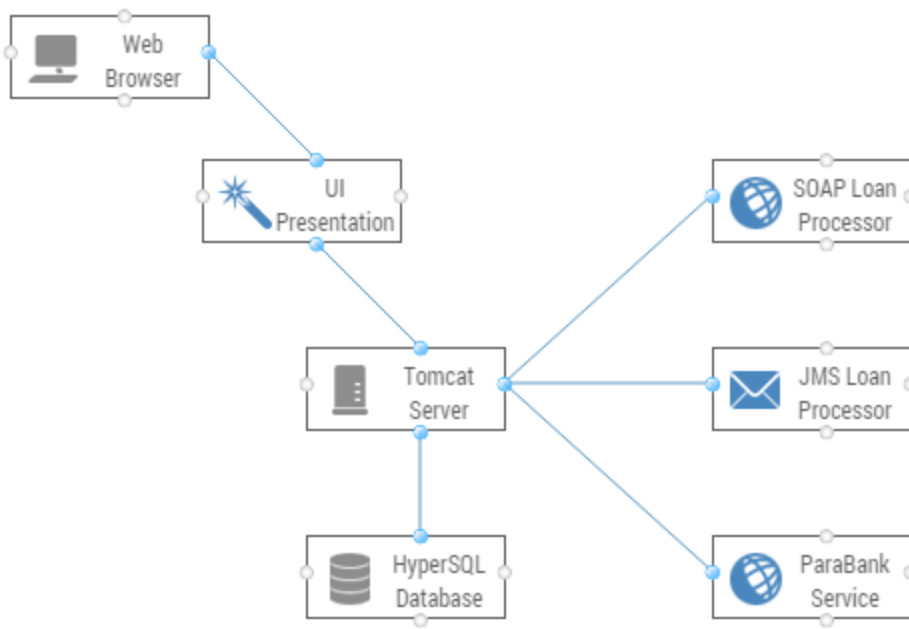 Web
Browser
UI
Presentation
SOAP Loan
Processor
Tomcat
Server
JMS Loan
Processor
HyperSQL
Database
ParaBank
Service